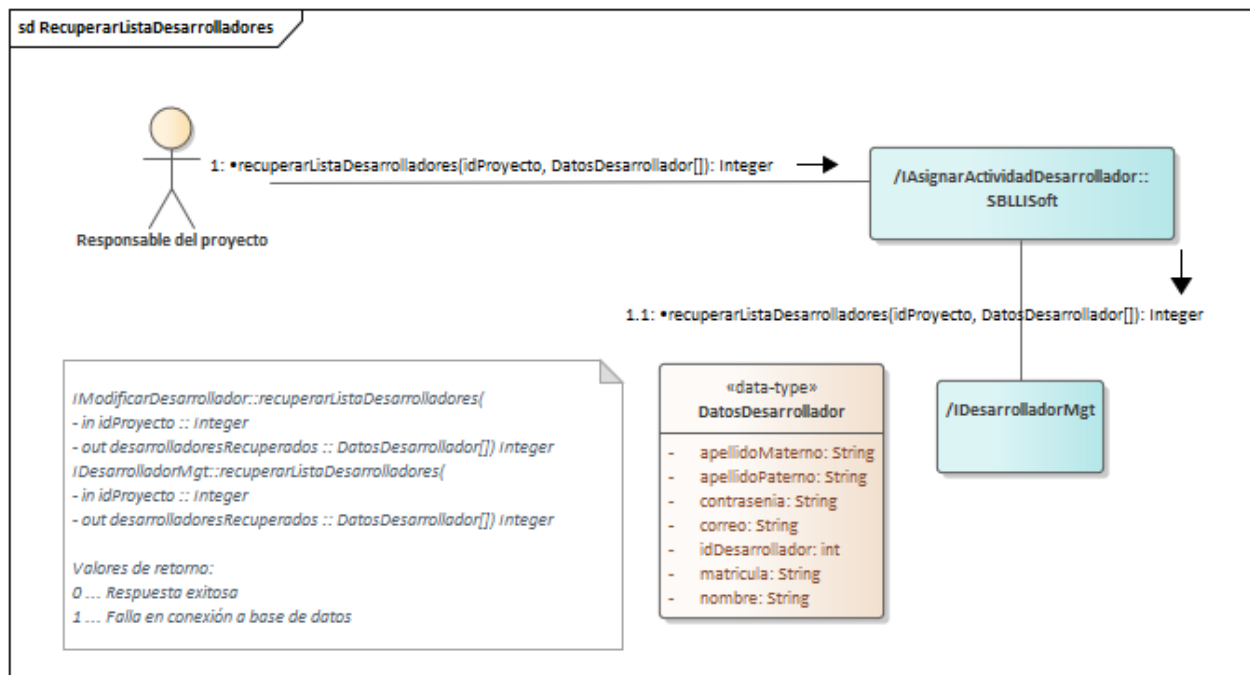 sd RecuperarListaDesarrolladores
1: •recuperarListaDesarrolladores(idProyecto, DatosDesarrollador[]): Integer
/IAsignarActividadDesarrollador::
SBLLISoft
Responsable del proyecto
1.1: •recuperarListaDesarrolladores(idProyecto, DatosDesarrollador[]): Integer
IModificarDesarrollador::recuperarListaDesarrolladores(
- in idProyecto :: Integer
- out desarrolladoresRecuperados :: DatosDesarrollador[]) Integer
IDesarrolladorMgt::recuperarListaDesarrolladores(
- in idProyecto :: Integer
- out desarrolladoresRecuperados :: DatosDesarrollador[]) Integer
Valores de retorno:
0 ... Respuesta exitosa
1 ... Falla en conexión a base de datos
«data-type»
DatosDesarrollador
- apellidoMaterno: String
- apellidoPaterno: String
- contrasenia: String
- correo: String
- idDesarrollador: int
- matricula: String
- nombre: String
/IDesarrolladorMgt